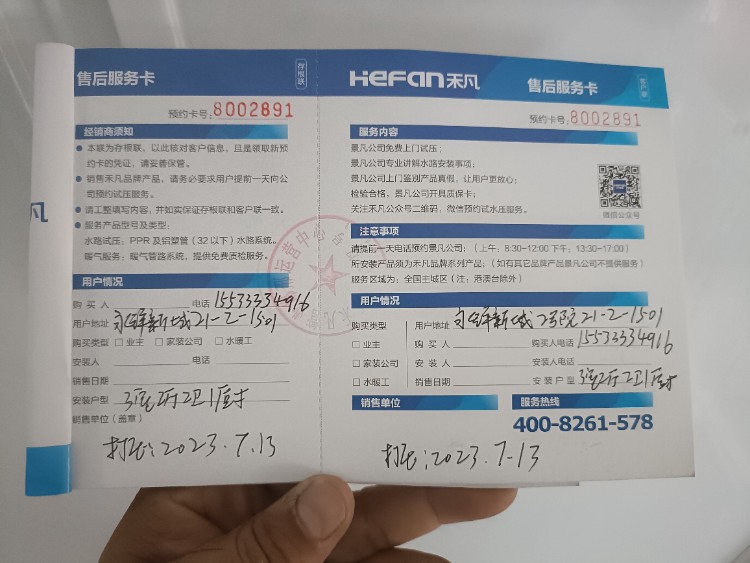 售后服务卡
存根联
预约卡号: 8002891
经销商须知
● 本联为存根联，以此核对客户信息，且是领取新预
约卡的凭证，请妥善保管。
● 销售禾凡品牌产品，请务必要求用户提前一天向公
司预约试压服务。
● 请工整填写内容，并如实保证存根联和客户联一致。
● 服务产品型号及类型：
水路试压：PPR及铝塑管（32以下）水路系统。
暖气服务：暖气管路系统，提供免费质检服务。
用户情况
购买人 电话 15533334916
用户地址 新城21-2-1501
购买类型 □ 业主 □ 家装公司 □ 水暖工
安装人 电话
销售日期
安装户型 3室2厅2卫1厨
销售单位（盖章）
打压：2023.7.13
凡
运营中心
HeFan 禾凡
售后服务卡
客户联
预约卡号: 8002891
服务内容
景凡公司免费上门试压；
景凡公司专业讲解水路安装事项；
景凡公司上门鉴别产品真假，让用户更放心；
检验合格，景凡公司开具质保卡；
关注禾凡公众号二维码，微信预约试水压服务。
微信公众号
注意事项
请提前一天电话预约景凡公司：（上午：8:30-12:00 下午：13:30-17:00）
所安装产品须为禾凡品牌系列产品；（如有其它品牌产品景凡公司不提供服务）
服务区域为：全国主城区（注：港澳台除外）
用户情况
购买类型 用户地址 新城2号院21-2-1501
□ 业主 购买人 购买人电话 15533334916
□ 家装公司 安装人 安装人电话
□ 水暖工 销售日期 安装户型 3室2厅2卫1厨
销售单位
服务热线
400-8261-578
打压：2023.7-13